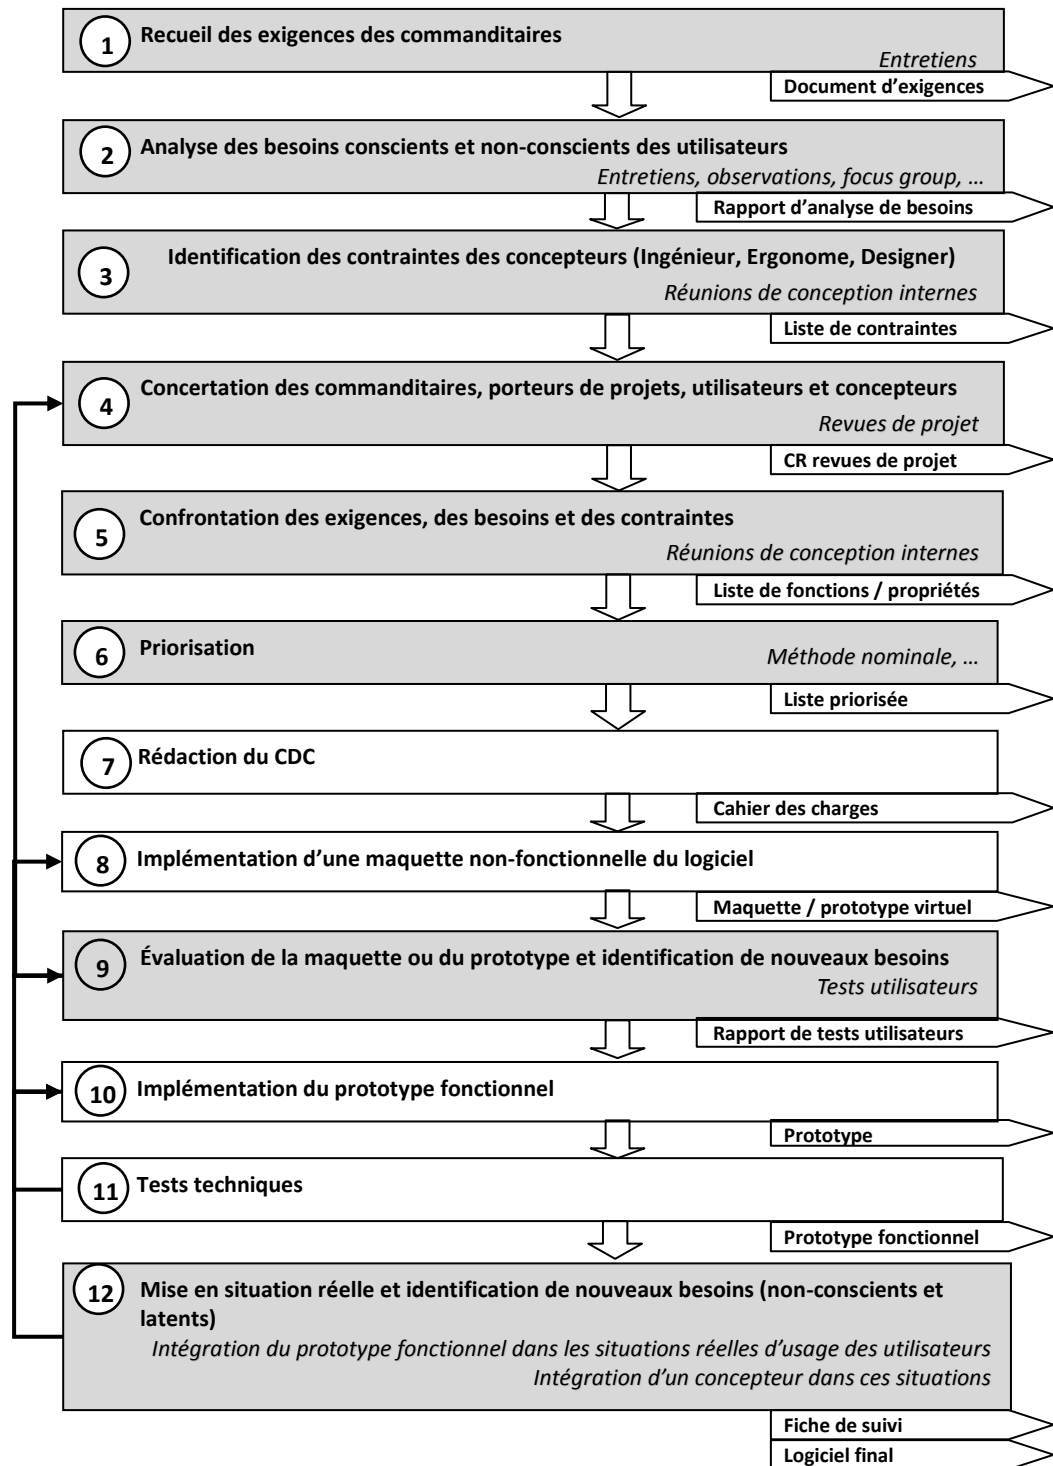 1
Recueil des exigences des commanditaires
Entretiens
Document d'exigences
2
Analyse des besoins conscients et non-conscients des utilisateurs
Entretiens, observations, focus group, …
Rapport d'analyse de besoins
3
Identification des contraintes des concepteurs (Ingénieur, Ergonome, Designer)
Réunions de conception internes
Liste de contraintes
4
Concertation des commanditaires, porteurs de projets, utilisateurs et concepteurs
Revues de projet
CR revues de projet
5
Confrontation des exigences, des besoins et des contraintes
Réunions de conception internes
Liste de fonctions / propriétés
6
Priorisation
Méthode nominale, …
Liste priorisée
7
Rédaction du CDC
Cahier des charges
8
Implémentation d'une maquette non-fonctionnelle du logiciel
Maquette / prototype virtuel
9
Évaluation de la maquette ou du prototype et identification de nouveaux besoins
Tests utilisateurs
Rapport de tests utilisateurs
10
Implémentation du prototype fonctionnel
Prototype
11
Tests techniques
Prototype fonctionnel
12
Mise en situation réelle et identification de nouveaux besoins (non-conscients et
latents)
Intégration du prototype fonctionnel dans les situations réelles d'usage des utilisateurs
Intégration d'un concepteur dans ces situations
Fiche de suivi
Logiciel final